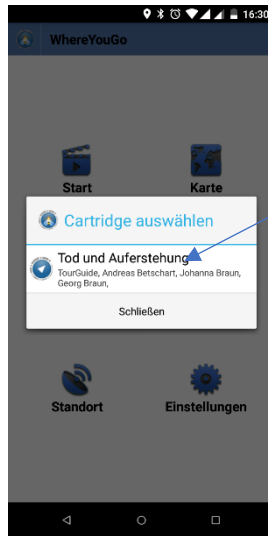 16:30
WhereYouGo
Start Karte
Cartridge auswählen
Tod und Auferstehung
TourGuide, Andreas Betschart, Johanna Braun,
Georg Braun,
Schließen
Standort Einstellungen